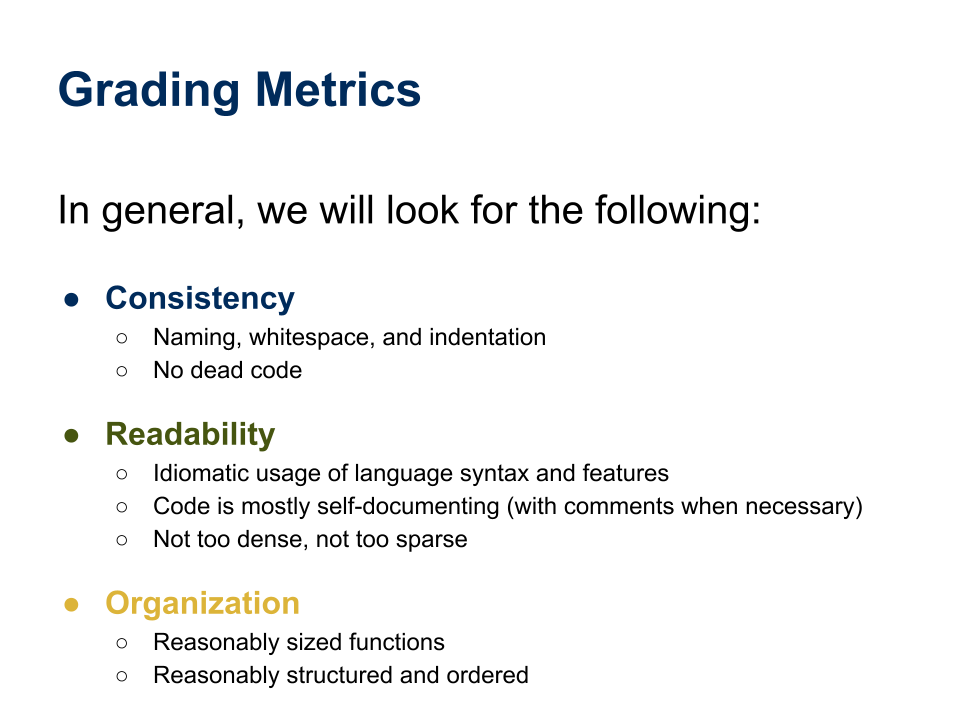 Grading Metrics
In general, we will look for the following:
● Consistency
○ Naming, whitespace, and indentation
○ No dead code
● Readability
○ Idiomatic usage of language syntax and features
○ Code is mostly self-documenting (with comments when necessary)
○ Not too dense, not too sparse
● Organization
○ Reasonably sized functions
○ Reasonably structured and ordered